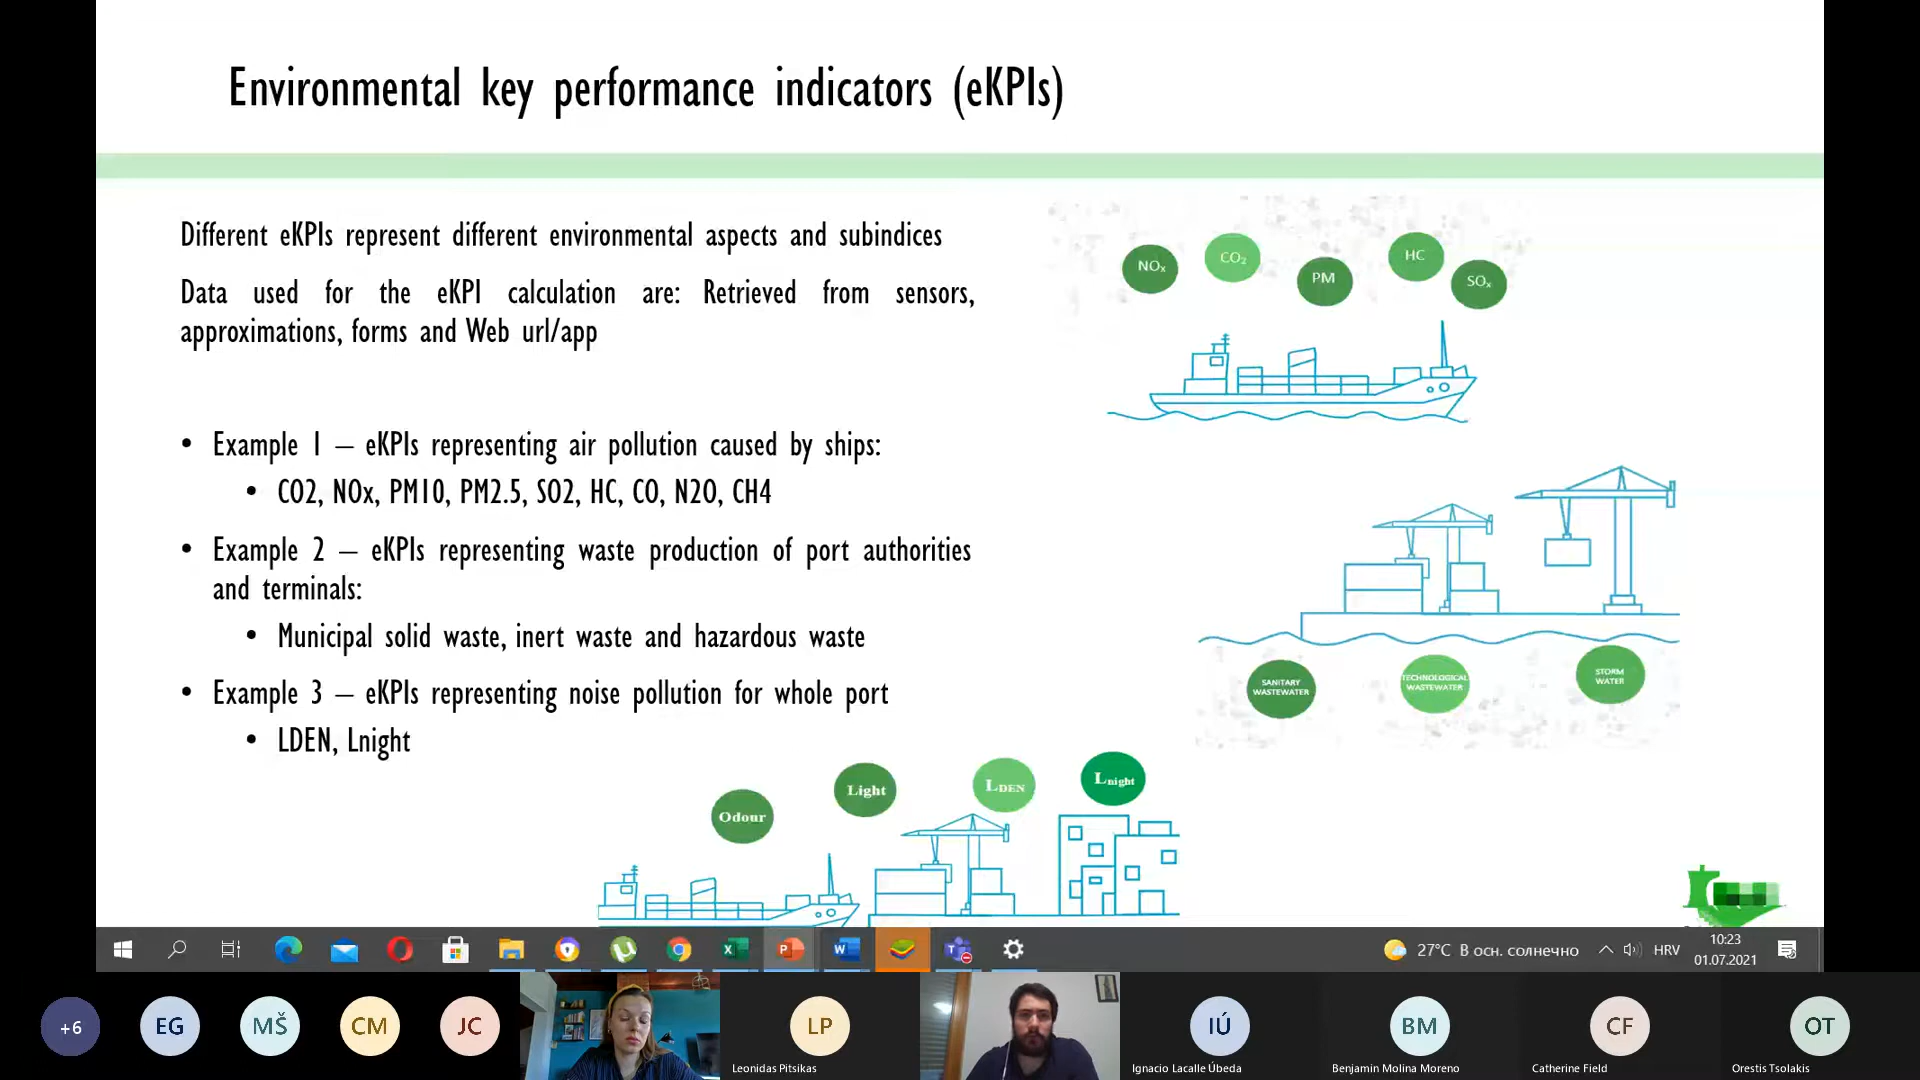 Environmental key performance indicators (eKPIs)
Different eKPIs represent different environmental aspects and subindices
Data used for the eKPI calculation are: Retrieved from sensors,
approximations, forms and Web url/app
• Example 1 – eKPIs representing air pollution caused by ships:
• CO2, NOx, PM10, PM2.5, SO2, HC, CO, N2O, CH4
• Example 2 – eKPIs representing waste production of port authorities
and terminals:
• Municipal solid waste, inert waste and hazardous waste
• Example 3 – eKPIs representing noise pollution for whole port
• LDEN, Lnight
NOx
CO2
PM
HC
SOx
SANITARY
WASTEWATER
TECHNOLOGICAL
WASTEWATER
STORM
WATER
Odour
Light
LDEN
Lnight
27°C В осн. солнечно
HRV
10:23
01.07.2021
+6
EG
MŠ
CM
JC
LP
Leonidas Pitsikas
IÚ
Ignacio Lacalle Úbeda
BM
Benjamin Molina Moreno
CF
Catherine Field
OT
Orestis Tsolakis